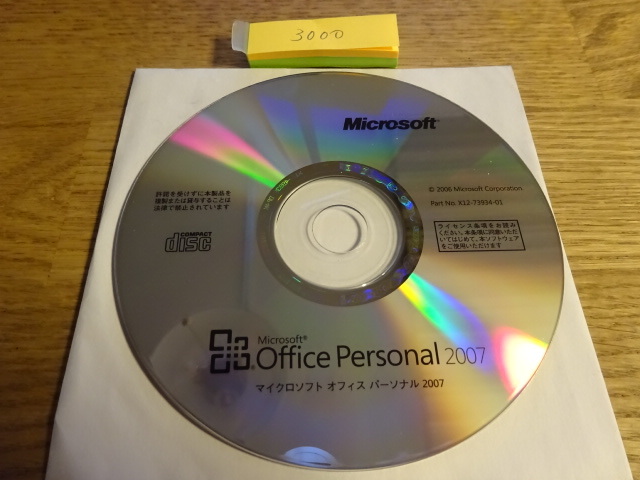 3000
Microsoft
© 2006 Microsoft Corporation
Part No. X12-73934-01
許諾を受けずに本製品を
複製または貸与することは
法律で禁止されています
COMPACT
disc
ライセンス条項をお読み
ください。本条項に同意いただ
いてはじめて、本ソフトウェア
をご使用いただけます
Microsoft®
Office Personal 2007
マイクロソフト オフィス パーソナル 2007